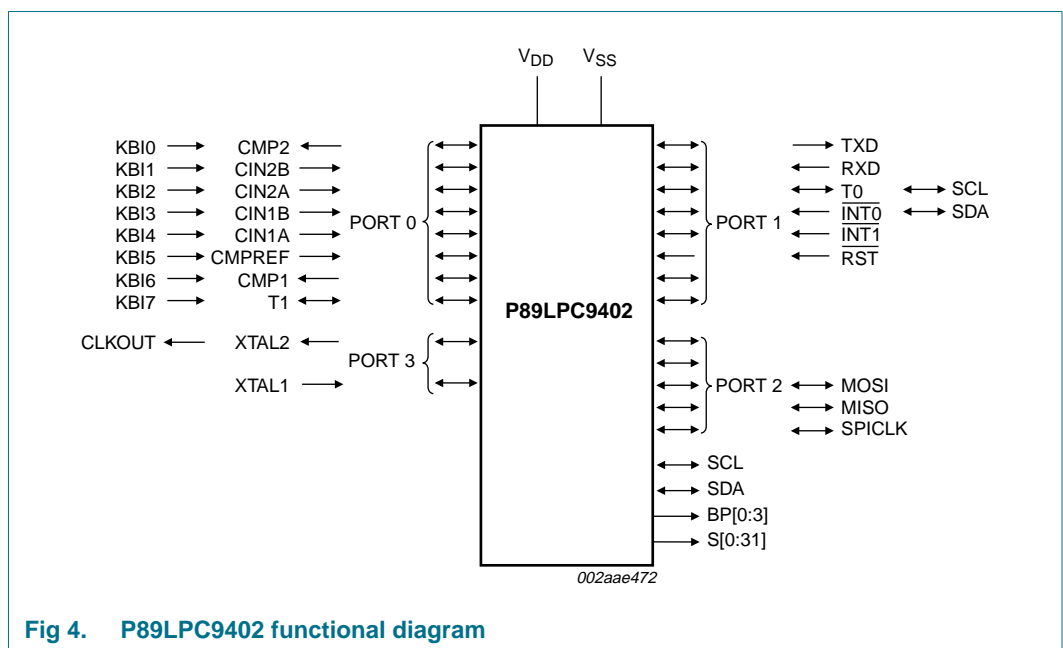 VDD VSS
KBI0 CMP2 TXD
KBI1 CIN2B RXD
KBI2 CIN2A T0 SCL
KBI3 CIN1B INT0 SDA
PORT 0 PORT 1
KBI4 CIN1A INT1
KBI5 CMPREF RST
KBI6 CMP1
KBI7 T1
P89LPC9402
CLKOUT XTAL2
PORT 3
XTAL1 PORT 2 MOSI
MISO
SPICLK
SCL
SDA
BP[0:3]
S[0:31]
002aae472
Fig 4. P89LPC9402 functional diagram